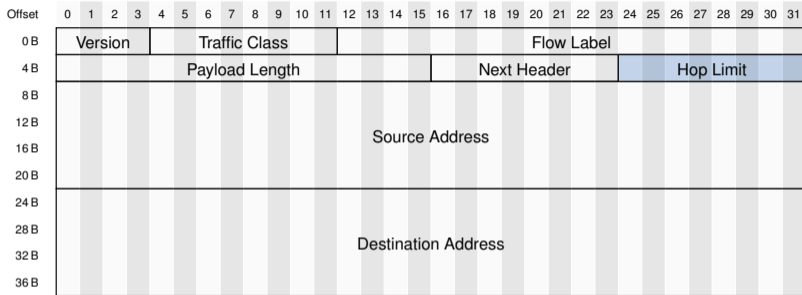 Offset 0 1 2 3 4 5 6 7 8 9 10 11 12 13 14 15 16 17 18 19 20 21 22 23 24 25 26 27 28 29 30 31
0 B Version Traffic Class Flow Label
4 B Payload Length Next Header Hop Limit
8 B
12 B
Source Address
16 B
20 B
24 B
28 B
Destination Address
32 B
36 B